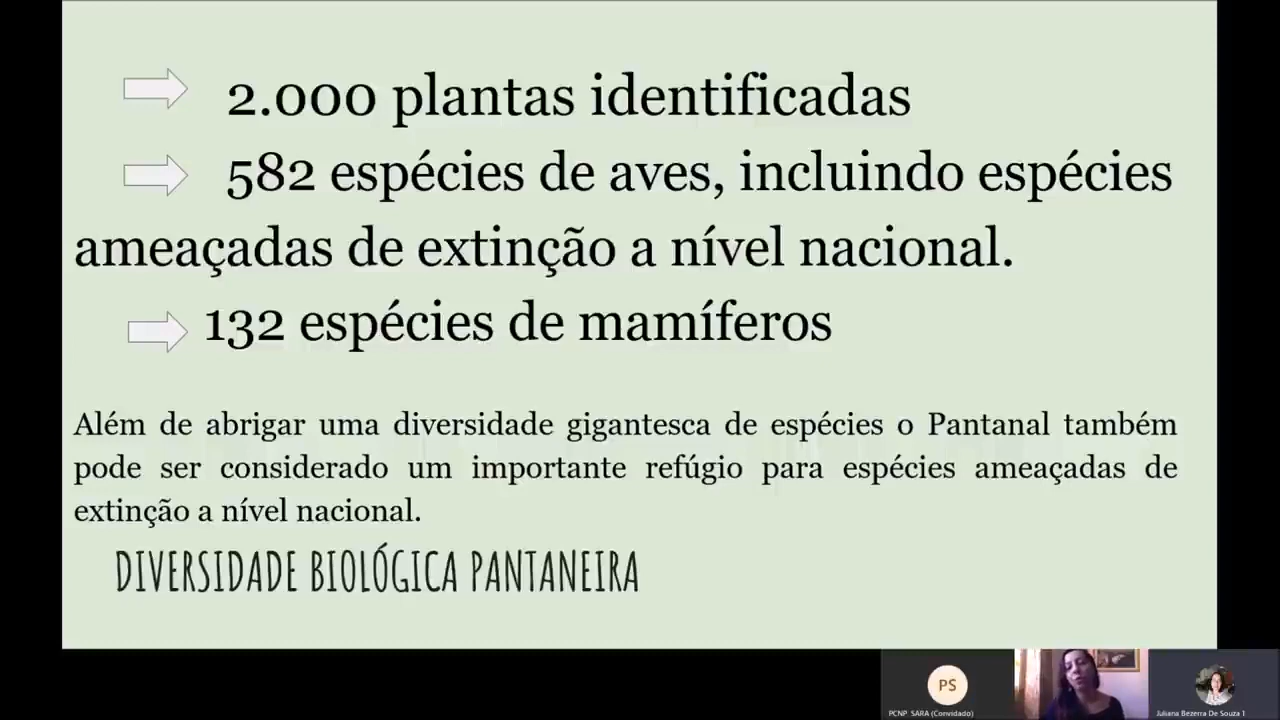 2.000 plantas identificadas
582 espécies de aves, incluindo espécies
ameaçadas de extinção a nível nacional.
132 espécies de mamíferos
Além de abrigar uma diversidade gigantesca de espécies o Pantanal também
pode ser considerado um importante refúgio para espécies ameaçadas de
extinção a nível nacional.
DIVERSIDADE BIOLÓGICA PANTANEIRA
PS
PCNP SARA (Convidado)
Juliana Bezerra De Souza 1